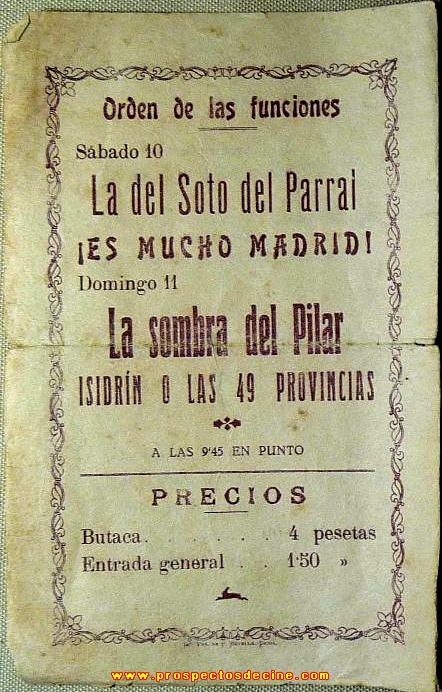 Orden de las funciones
Sábado 10
La del Soto del Parrai
¡ES MUCHO MADRID!
Domingo 11
La sombra del Pilar
ISIDRÍN O LAS 49 PROVINCIAS
A LAS 9'45 EN PUNTO
PRECIOS
Butaca. . . . . . . 4 pesetas
Entrada general . . 1'50 »
www.prospectosdecine.com